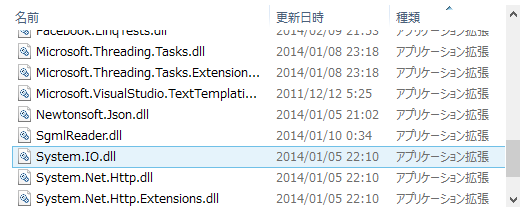 名前 更新日時 種類
Facebook.LinqTests.dll 2014/02/09 21:53 アプリケーション拡張
Microsoft.Threading.Tasks.dll 2014/01/08 23:18 アプリケーション拡張
Microsoft.Threading.Tasks.Extension... 2014/01/08 23:18 アプリケーション拡張
Microsoft.VisualStudio.TextTemplati... 2011/12/12 5:25 アプリケーション拡張
Newtonsoft.Json.dll 2014/01/05 21:02 アプリケーション拡張
SgmlReader.dll 2014/01/10 0:34 アプリケーション拡張
System.IO.dll 2014/01/05 22:10 アプリケーション拡張
System.Net.Http.dll 2014/01/05 22:10 アプリケーション拡張
System.Net.Http.Extensions.dll 2014/01/05 22:10 アプリケーション拡張